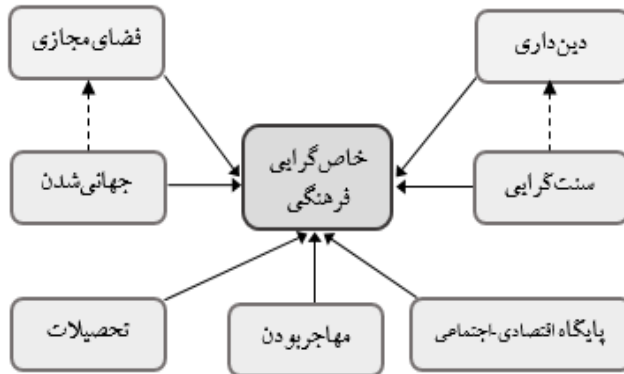 دین‌داری
فضای‌مجازی
خاص‌گرایی
فرهنگی
سنت‌گرایی
جهانی‌شدن
پایگاه اقتصادی-اجتماعی
مهاجربودن
تحصیلات